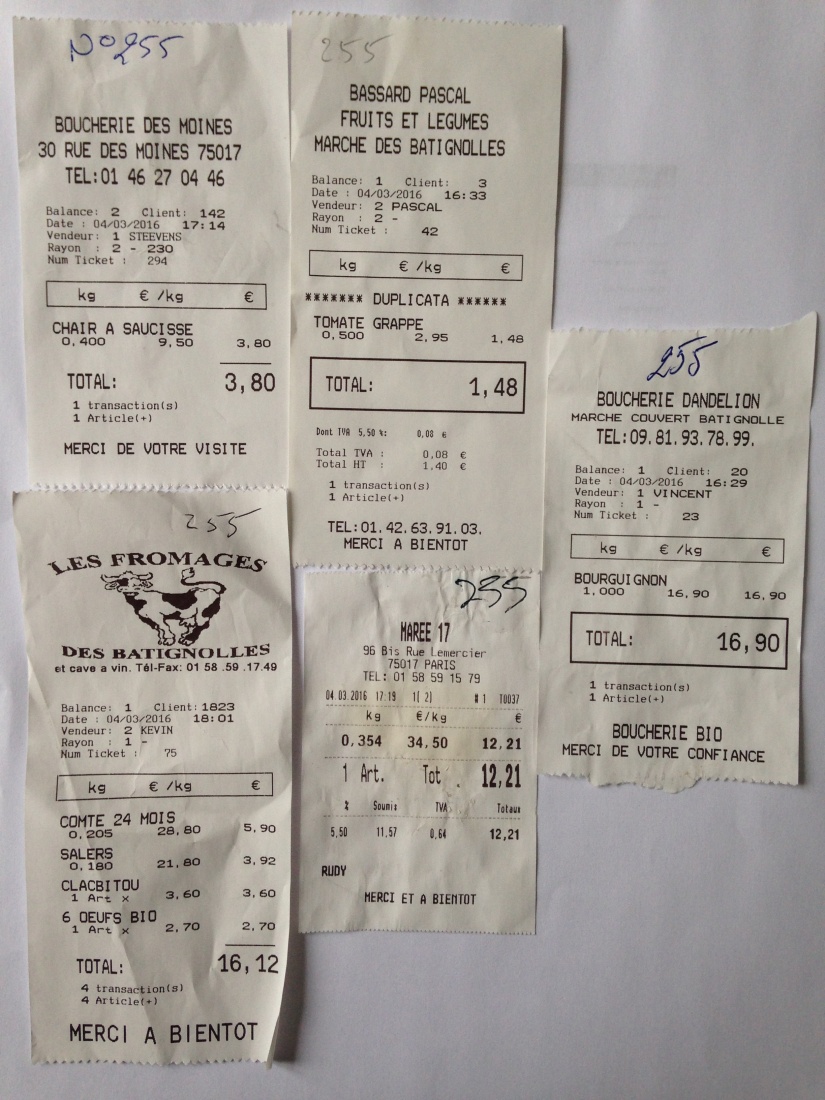 N° 255
BOUCHERIE DES MOINES
30 RUE DES MOINES 75017
TEL:01 46 27 04 46
Balance: 2 Client: 142
Date : 04/03/2016 17:14
Vendeur: 1 STEEVENS
Rayon : 2 - 230
Num Ticket : 294
kg € /kg €
CHAIR A SAUCISSE
0,400 9,50 3,80
TOTAL: 3,80
1 transaction(s)
1 Article(+)
MERCI DE VOTRE VISITE
255
BASSARD PASCAL
FRUITS ET LEGUMES
MARCHE DES BATIGNOLLES
Balance: 1 Client: 3
Date : 04/03/2016 16:33
Vendeur: 2 PASCAL
Rayon : 2 -
Num Ticket : 42
kg € /kg €
******* DUPLICATA ******
TOMATE GRAPPE
0,500 2,95 1,48
TOTAL: 1,48
Dont TVA 5,50 %: 0,08 €
Total TVA : 0,08 €
Total HT : 1,40 €
1 transaction(s)
1 Article(+)
TEL:01.42.63.91.03.
MERCI A BIENTOT
255
BOUCHERIE DANDELION
MARCHE COUVERT BATIGNOLLE
TEL:09.81.93.78.99.
Balance: 1 Client: 20
Date : 04/03/2016 16:29
Vendeur: 1 VINCENT
Rayon : 1 -
Num Ticket : 23
kg € /kg €
BOURGUIGNON
1,000 16,90 16,90
TOTAL: 16,90
1 transaction(s)
1 Article(+)
BOUCHERIE BIO
MERCI DE VOTRE CONFIANCE
255
LES FROMAGES
DES BATIGNOLLES
et cave a vin. Tél-Fax: 01 58 .59 .17.49
Balance: 1 Client:1823
Date : 04/03/2016 18:01
Vendeur: 2 KEVIN
Rayon : 1 -
Num Ticket : 75
kg € /kg €
COMTE 24 MOIS
0,205 28,80 5,90
SALERS
0,180 21,80 3,92
CLACBITOU
1 Art x 3,60 3,60
6 OEUFS BIO
1 Art x 2,70 2,70
TOTAL: 16,12
4 transaction(s)
4 Article(+)
MERCI A BIENTOT
255
MAREE 17
96 Bis Rue Lemercier
75017 PARIS
TEL: 01 58 59 15 79
04.03.2016 17:19 1( 2) #1 T0037
kg €/kg €
0,354 34,50 12,21
1 Art. Tot . 12,21
% Soumis TVA Totaux
5,50 11,57 0,64 12,21
RUDY
MERCI ET A BIENTOT